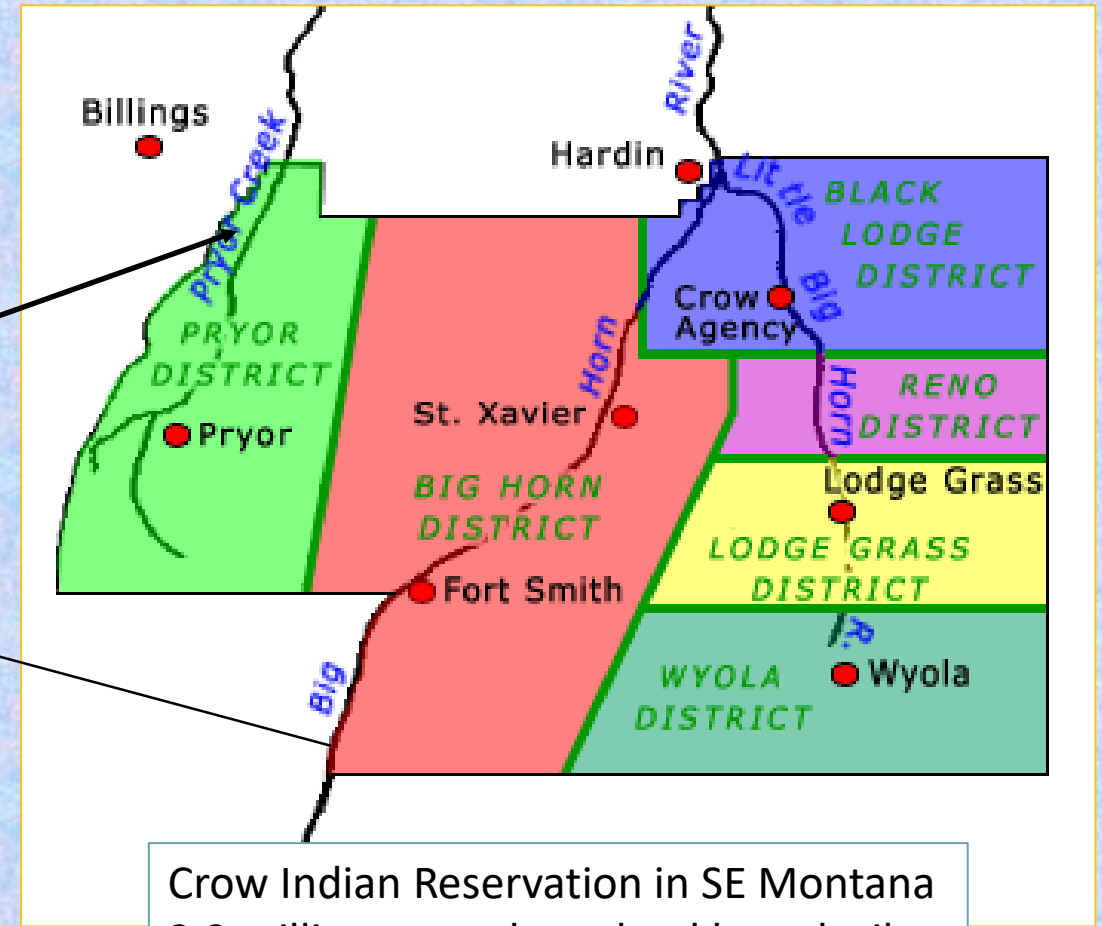 Billings
River
Hardin
Pryor Creek
Little
BLACK
LODGE
DISTRICT
Crow
Agency
Big
PRYOR
DISTRICT
Horn
Horn
RENO
DISTRICT
St. Xavier
Pryor
Lodge Grass
BIG HORN
DISTRICT
LODGE GRASS
DISTRICT
Fort Smith
R.
Big
WYOLA
DISTRICT
Wyola
Crow Indian Reservation in SE Montana